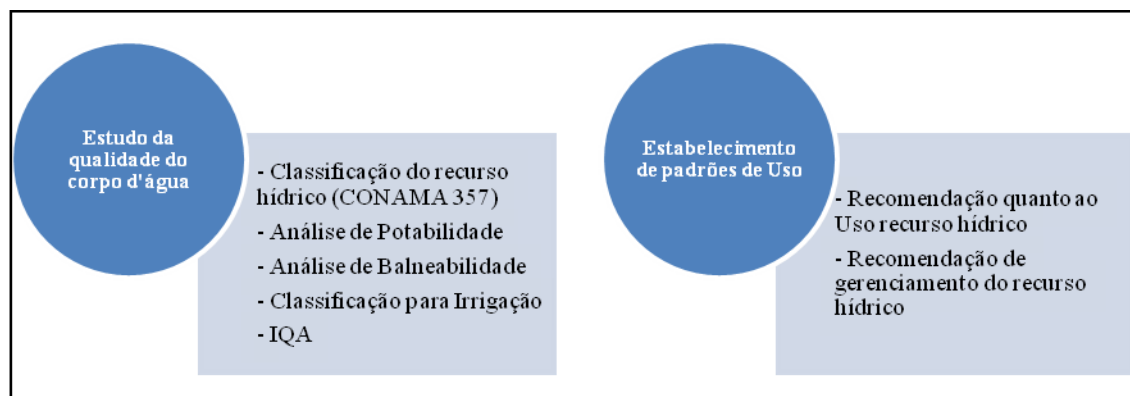 Estudo da
qualidade do
corpo d'água
- Classificação do recurso
hídrico (CONAMA 357)
- Análise de Potabilidade
- Análise de Balneabilidade
- Classificação para Irrigação
- IQA
Estabelecimento
de padrões de Uso
- Recomendação quanto ao
Uso recurso hídrico
- Recomendação de
gerenciamento do recurso
hídrico